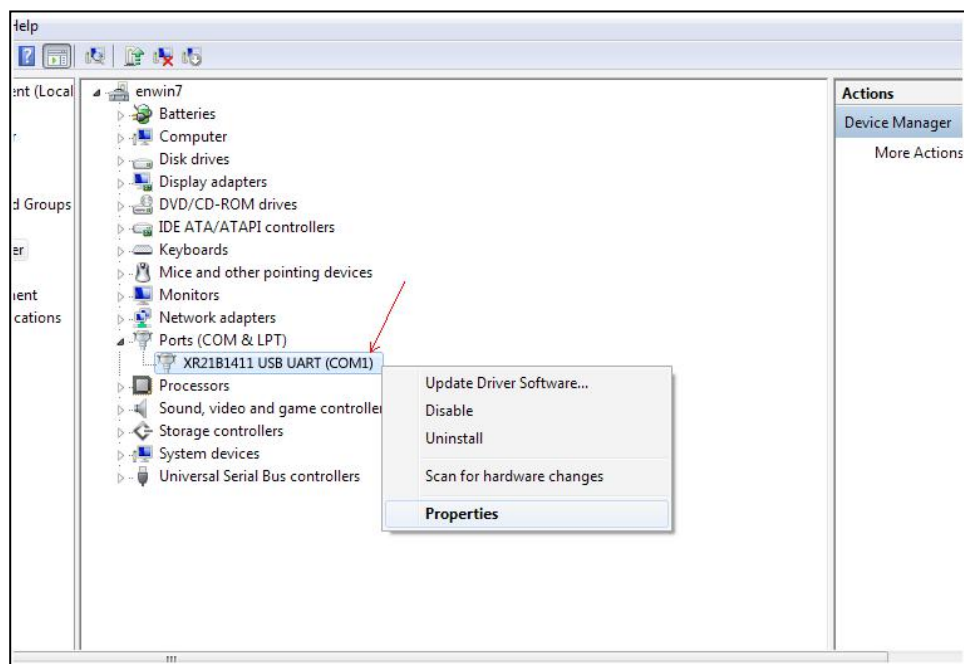 Help
ent (Local
r
d Groups
er
nent
cations
enwin7
Batteries
Computer
Disk drives
Display adapters
DVD/CD-ROM drives
IDE ATA/ATAPI controllers
Keyboards
Mice and other pointing devices
Monitors
Network adapters
Ports (COM & LPT)
XR21B1411 USB UART (COM1)
Processors
Sound, video and game controller
Storage controllers
System devices
Universal Serial Bus controllers
Update Driver Software...
Disable
Uninstall
Scan for hardware changes
Properties
Actions
Device Manager
More Actions